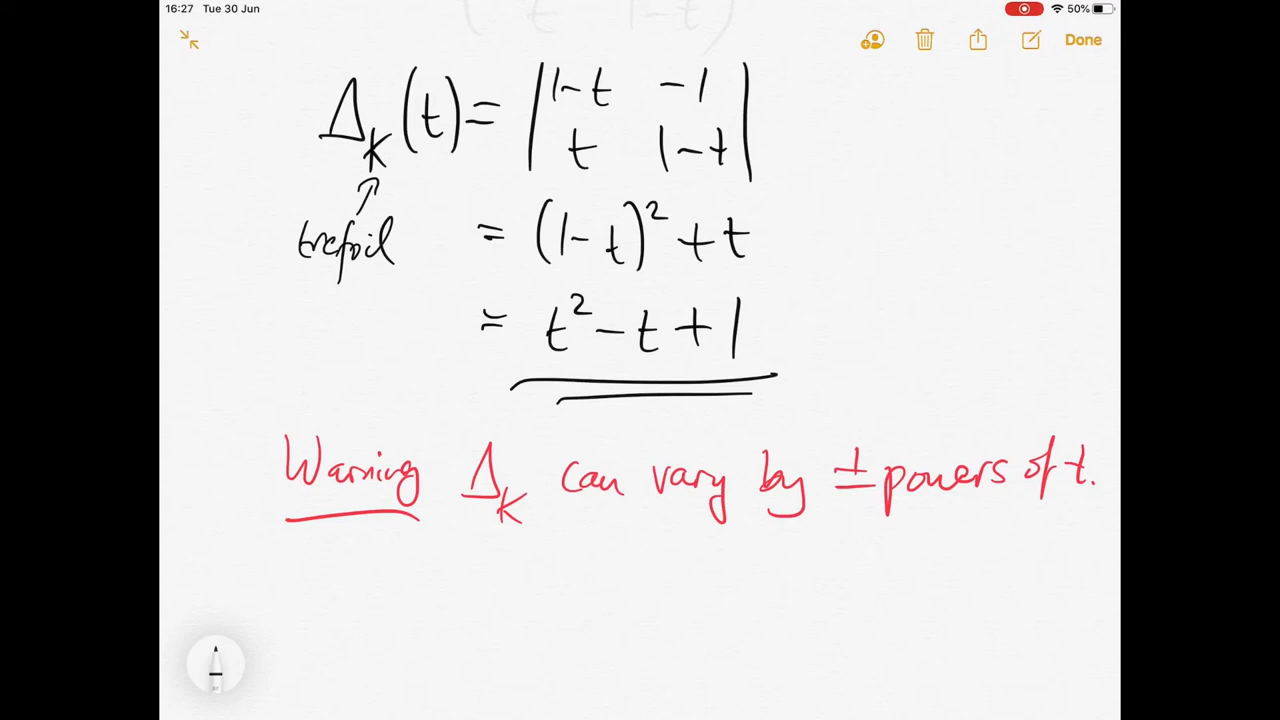 16:27 Tue 30 Jun 50%
Done
Δ_K(t) = | 1-t -1 |
| t 1-t |
trefoil = (1-t)² + t
= t² - t + 1
Warning Δ_K can vary by ± powers of t.